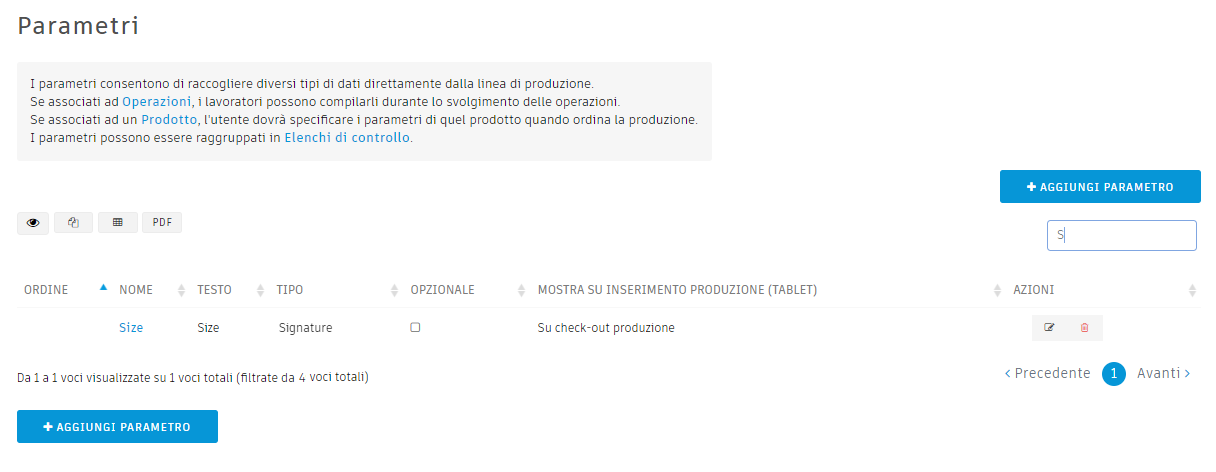 Parametri
I parametri consentono di raccogliere diversi tipi di dati direttamente dalla linea di produzione.
Se associati ad Operazioni, i lavoratori possono compilarli durante lo svolgimento delle operazioni.
Se associati ad un Prodotto, l'utente dovrà specificare i parametri di quel prodotto quando ordina la produzione.
I parametri possono essere raggruppati in Elenchi di controllo.
+ AGGIUNGI PARAMETRO
PDF
S
ORDINE NOME TESTO TIPO OPZIONALE MOSTRA SU INSERIMENTO PRODUZIONE (TABLET) AZIONI
Size Size Signature Su check-out produzione
Da 1 a 1 voci visualizzate su 1 voci totali (filtrate da 4 voci totali)
< Precedente 1 Avanti >
+ AGGIUNGI PARAMETRO